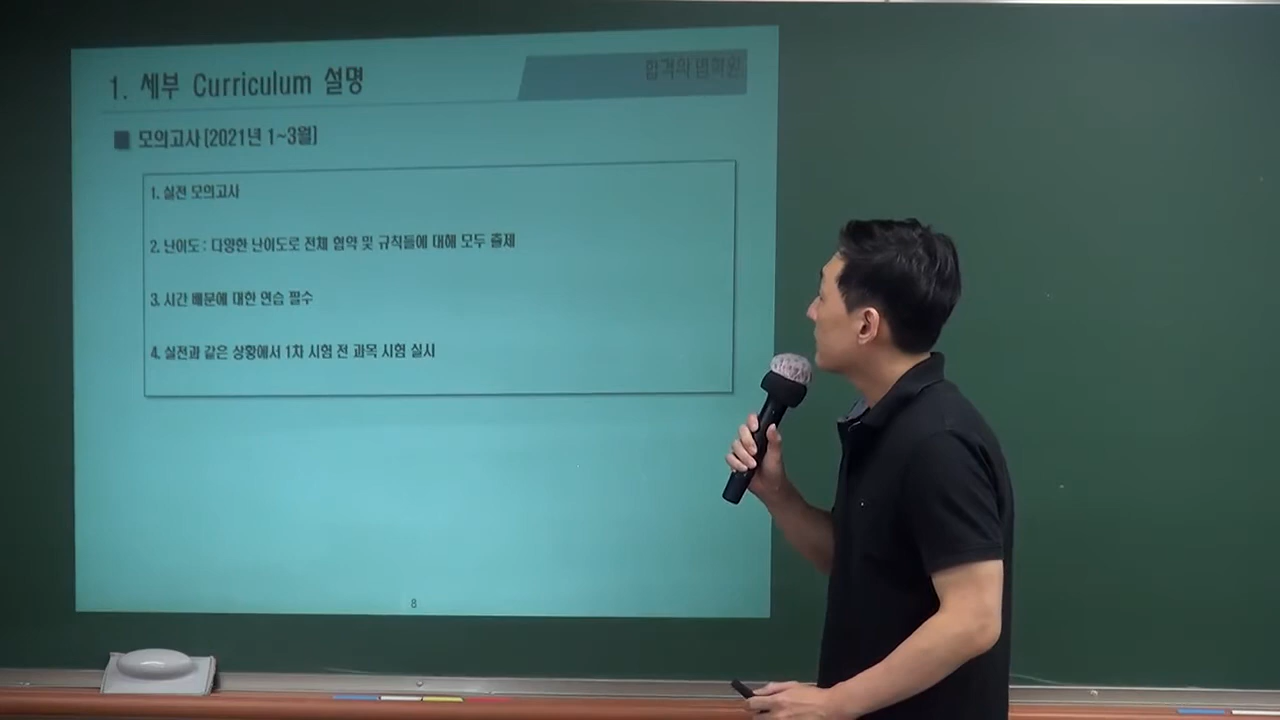 1. 세부 Curriculum 설명
합격의 법학원
■ 모의고사 [2021년 1~3월]
1. 실전 모의고사
2. 난이도 : 다양한 난이도로 전체 협약 및 규칙들에 대해 모두 출제
3. 시간 배분에 대한 연습 필수
4. 실전과 같은 상황에서 1차 시험 전 과목 시험 실시
8